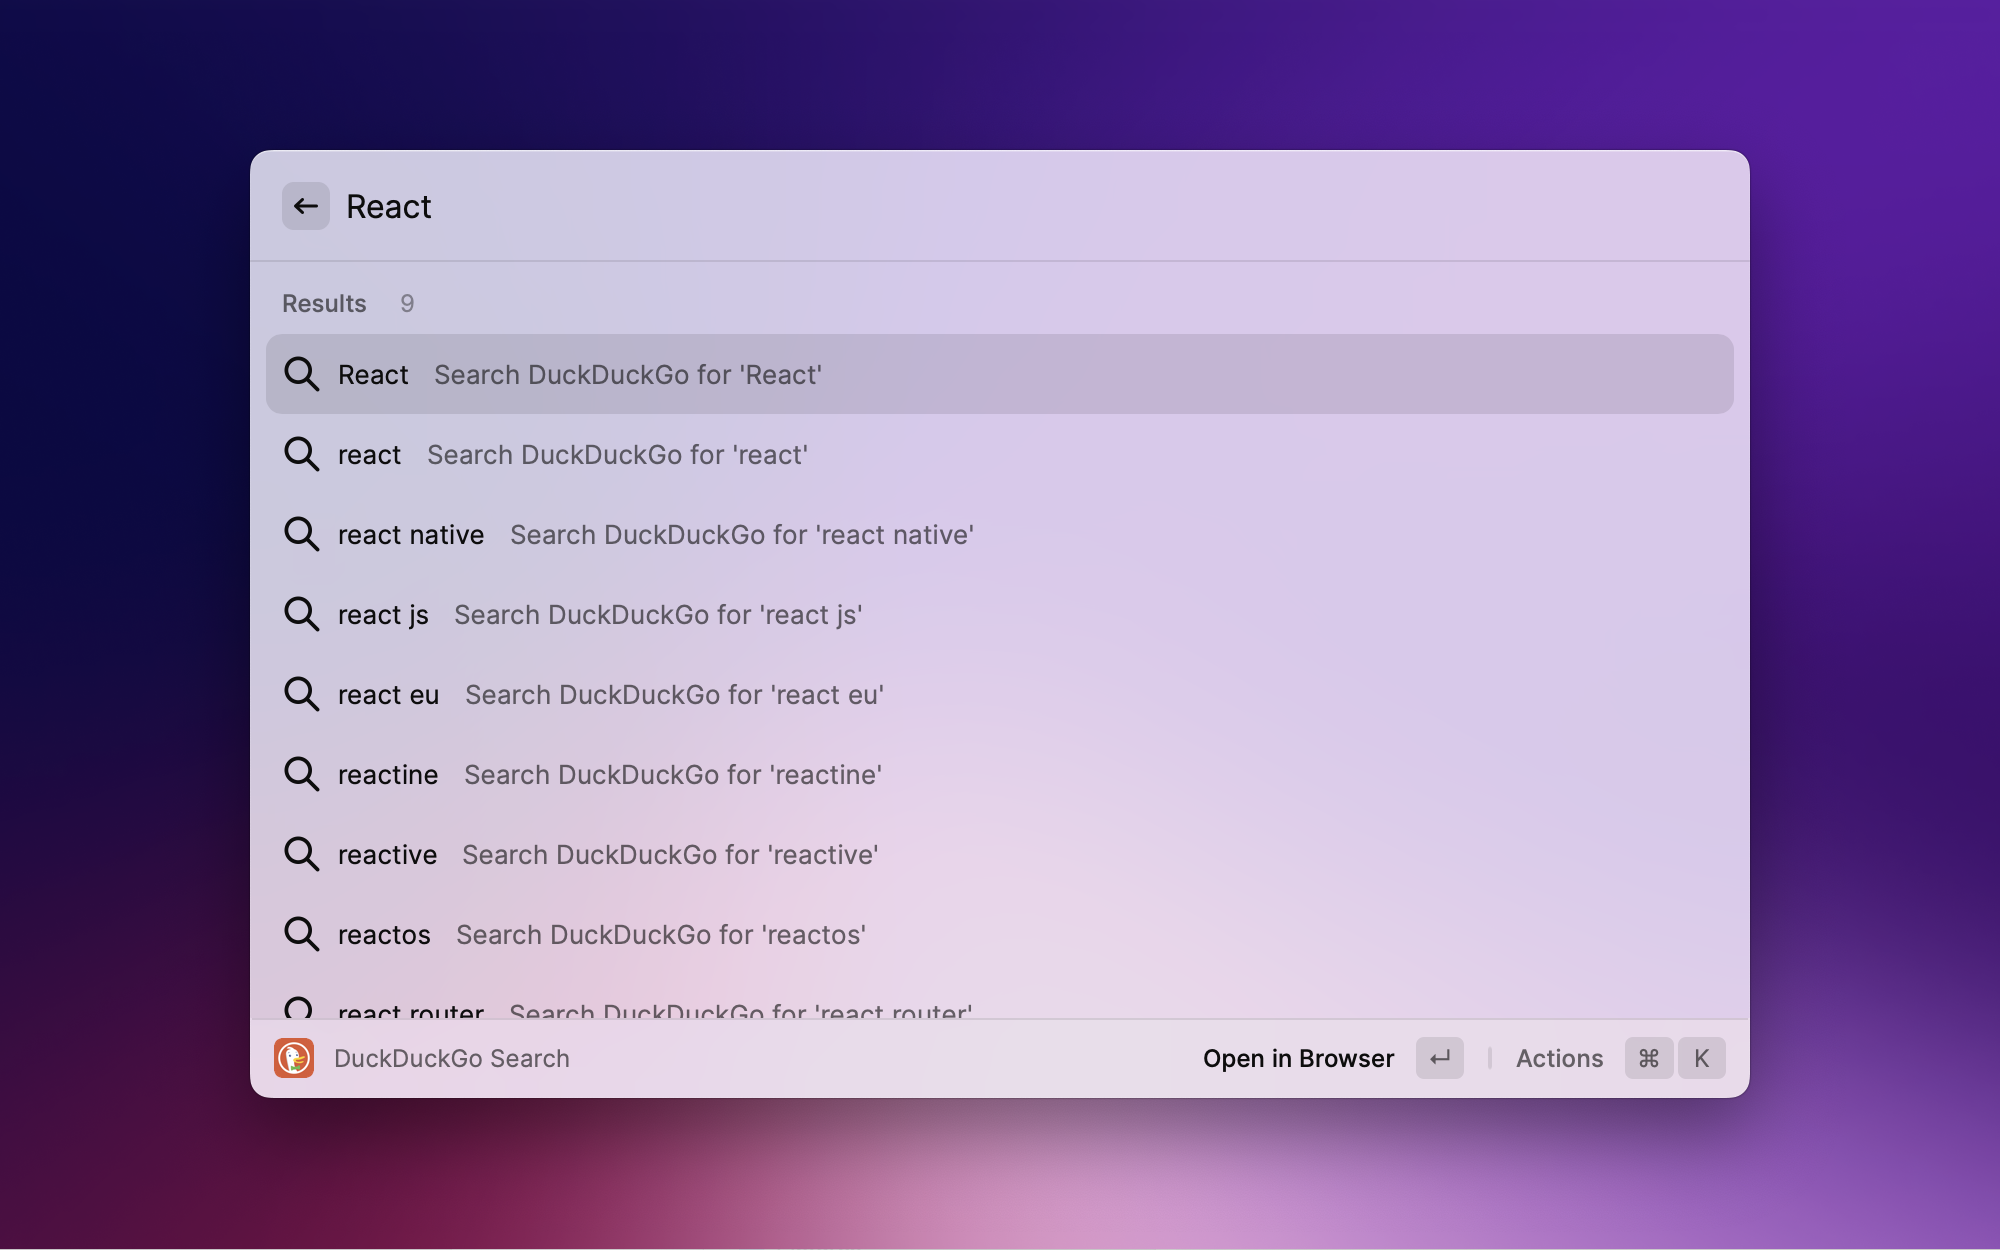 React
Results 9
React Search DuckDuckGo for 'React'
react Search DuckDuckGo for 'react'
react native Search DuckDuckGo for 'react native'
react js Search DuckDuckGo for 'react js'
react eu Search DuckDuckGo for 'react eu'
reactine Search DuckDuckGo for 'reactine'
reactive Search DuckDuckGo for 'reactive'
reactos Search DuckDuckGo for 'reactos'
react router Search DuckDuckGo for 'react router'
DuckDuckGo Search Open in Browser ↵ | Actions ⌘ K